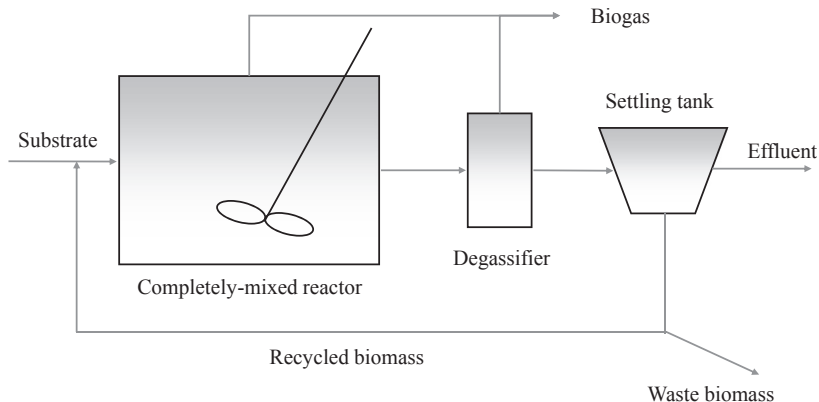 Biogas
Settling tank
Substrate
Effluent
Degassifier
Completely-mixed reactor
Recycled biomass
Waste biomass